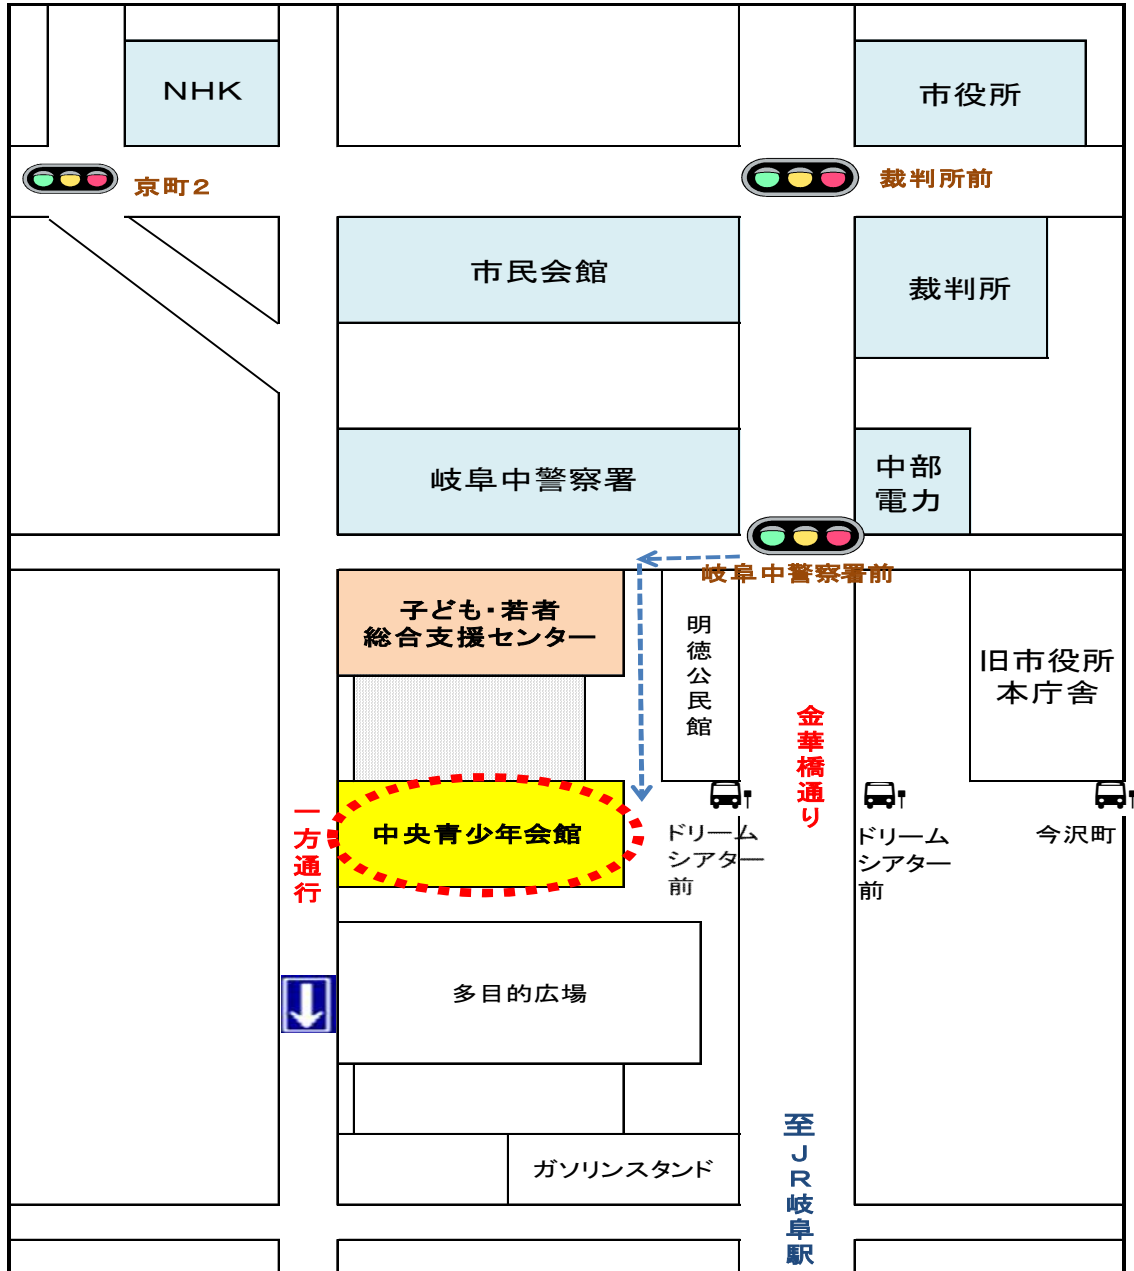 NHK
市役所
京町2
裁判所前
市民会館
裁判所
岐阜中警察署
中部
電力
岐阜中警察署前
子ども・若者
総合支援センター
明徳公民館
旧市役所
本庁舎
金華橋通り
一方通行
中央青少年会館
ドリーム
シアター
前
ドリーム
シアター
前
今沢町
多目的広場
ガソリンスタンド
至JR岐阜駅